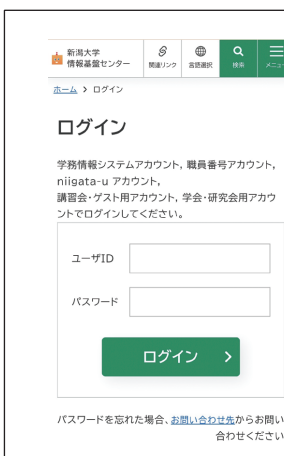 新潟大学
情報基盤センター
関連リンク
言語選択
検索
メニュー
ホーム > ログイン
ログイン
学務情報システムアカウント, 職員番号アカウント,
niigata-u アカウント,
講習会・ゲスト用アカウント, 学会・研究会用アカウ
ントでログインしてください。
ユーザID
パスワード
ログイン
パスワードを忘れた場合、お問い合わせ先からお問い
合わせください